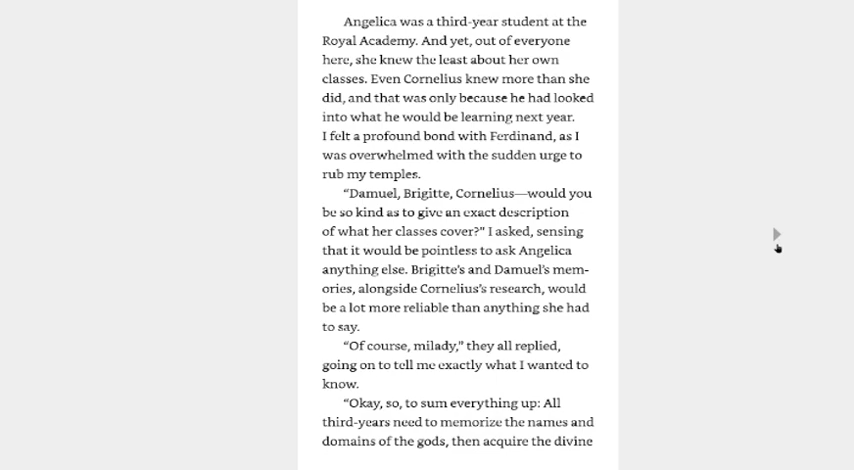 Angelica was a third-year student at the
Royal Academy. And yet, out of everyone
here, she knew the least about her own
classes. Even Cornelius knew more than she
did, and that was only because he had looked
into what he would be learning next year.
I felt a profound bond with Ferdinand, as I
was overwhelmed with the sudden urge to
rub my temples.
“Damuel, Brigitte, Cornelius—would you
be so kind as to give an exact description
of what her classes cover?” I asked, sensing
that it would be pointless to ask Angelica
anything else. Brigitte’s and Damuel’s mem-
ories, alongside Cornelius’s research, would
be a lot more reliable than anything she had
to say.
“Of course, milady,” they all replied,
going on to tell me exactly what I wanted to
know.
“Okay, so, to sum everything up: All
third-years need to memorize the names and
domains of the gods, then acquire the divine